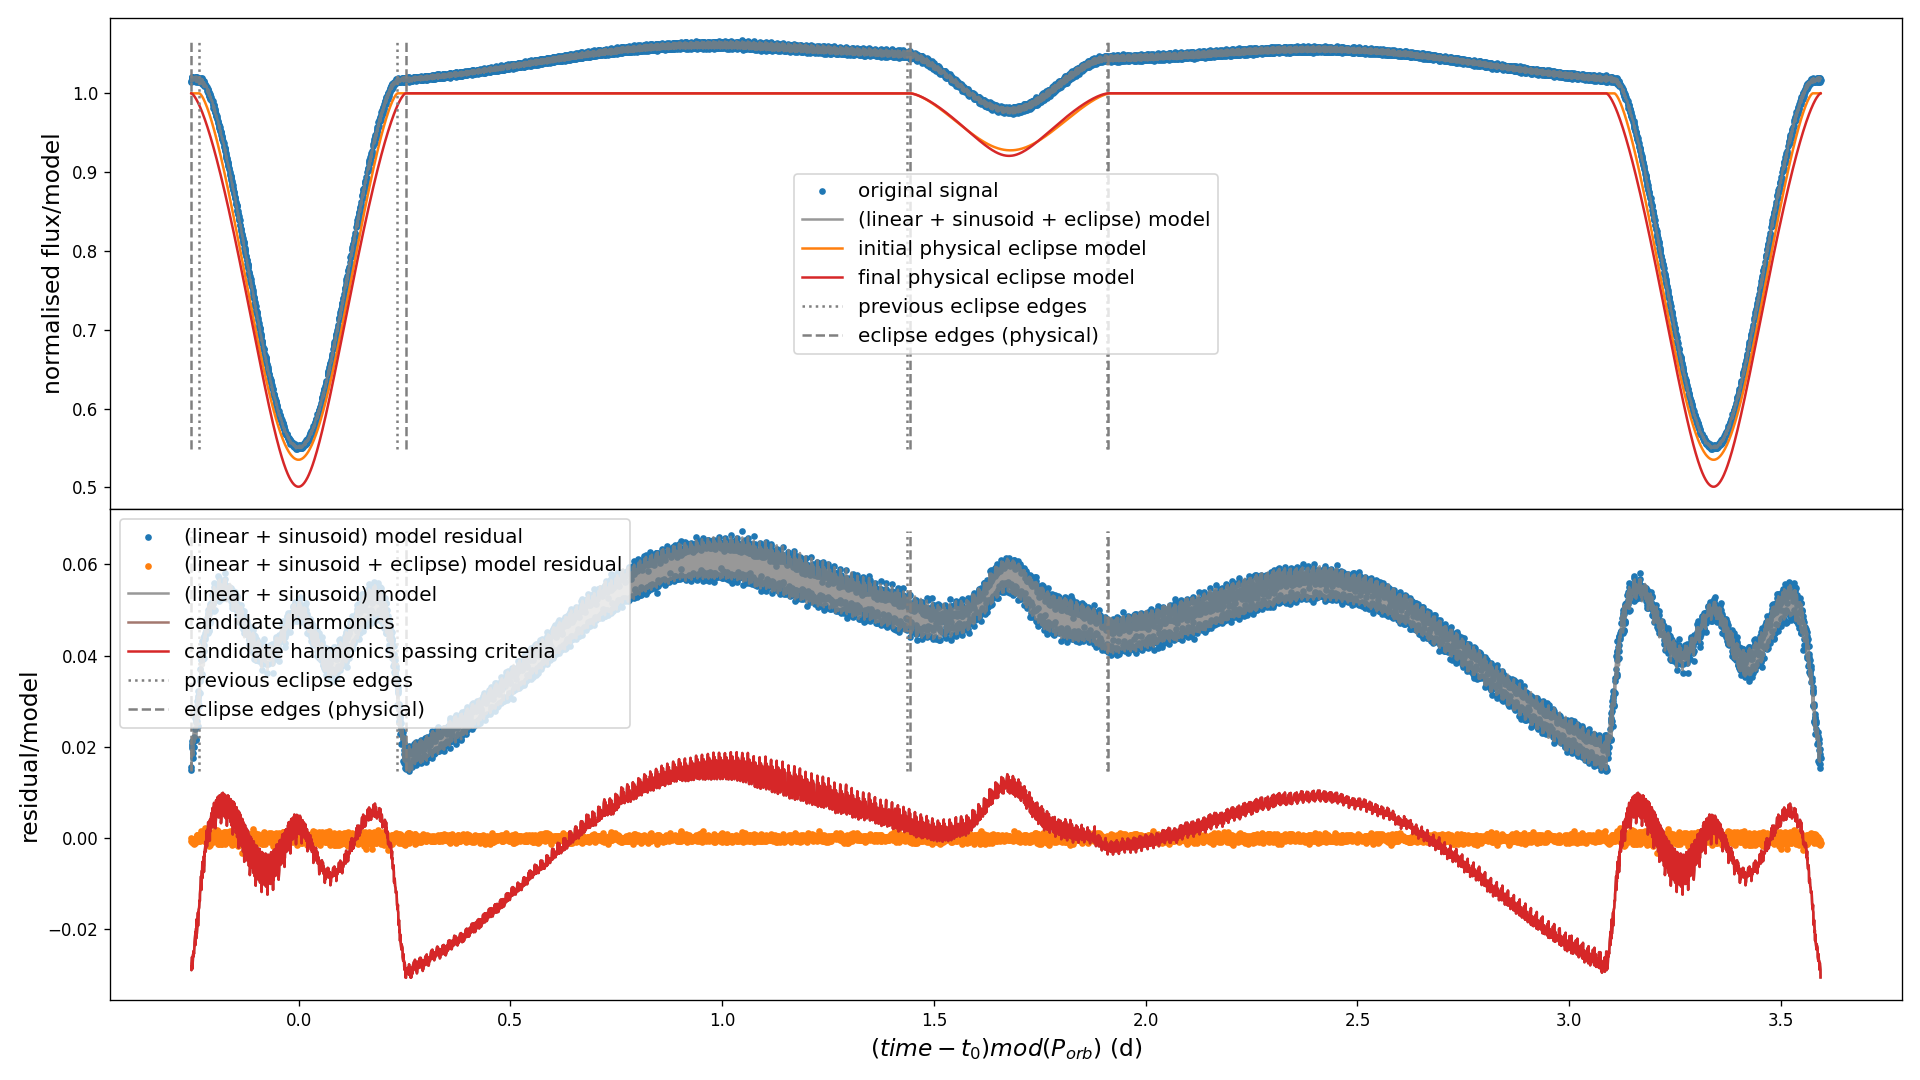 normalised flux/model
1.0
0.9
0.8
0.7
0.6
0.5
original signal
(linear + sinusoid + eclipse) model
initial physical eclipse model
final physical eclipse model
previous eclipse edges
eclipse edges (physical)
residual/model
0.06
0.04
0.02
0.00
−0.02
(linear + sinusoid) model residual
(linear + sinusoid + eclipse) model residual
(linear + sinusoid) model
candidate harmonics
candidate harmonics passing criteria
previous eclipse edges
eclipse edges (physical)
0.0 0.5 1.0 1.5 2.0 2.5 3.0 3.5
(time − t₀)mod(P_orb) (d)